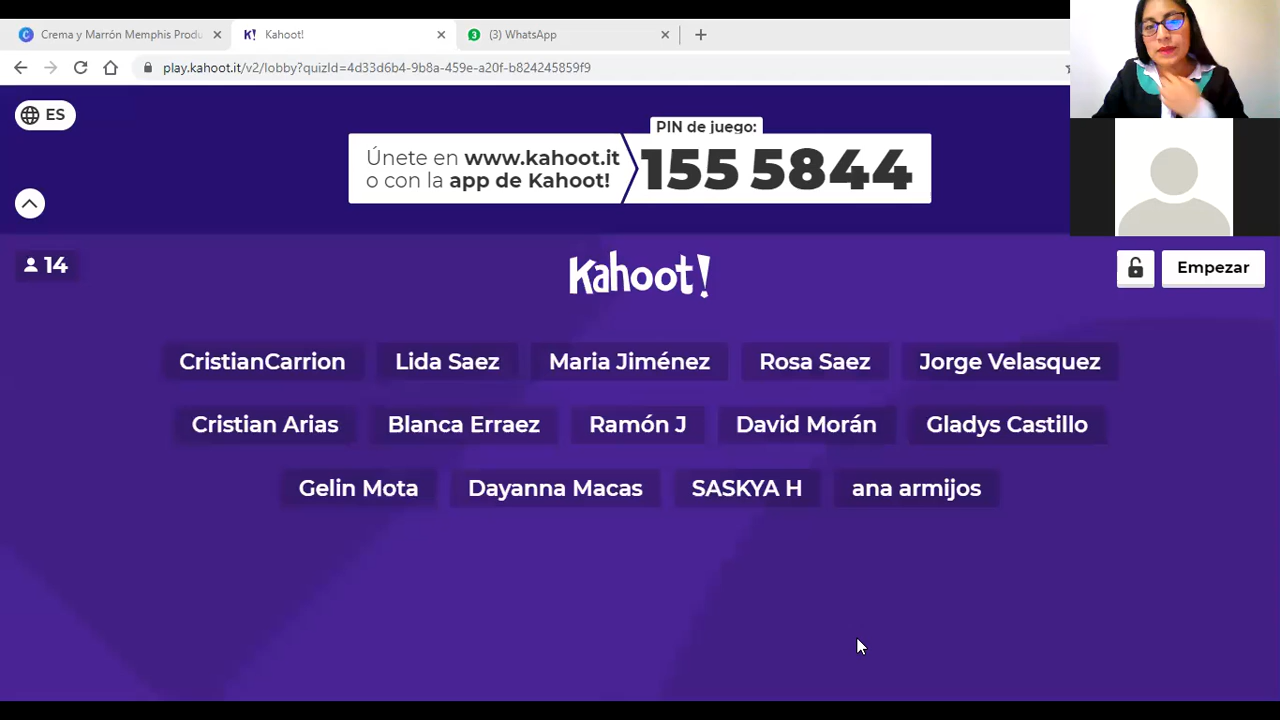 Crema y Marrón Memphis Produ
Kahoot!
(3) WhatsApp
play.kahoot.it/v2/lobby?quizId=4d33d6b4-9b8a-459e-a20f-b824245859f9
ES
PIN de juego:
Únete en www.kahoot.it
o con la app de Kahoot!
155 5844
14
Kahoot!
Empezar
CristianCarrion
Lida Saez
Maria Jiménez
Rosa Saez
Jorge Velasquez
Cristian Arias
Blanca Erraez
Ramón J
David Morán
Gladys Castillo
Gelin Mota
Dayanna Macas
SASKYA H
ana armijos